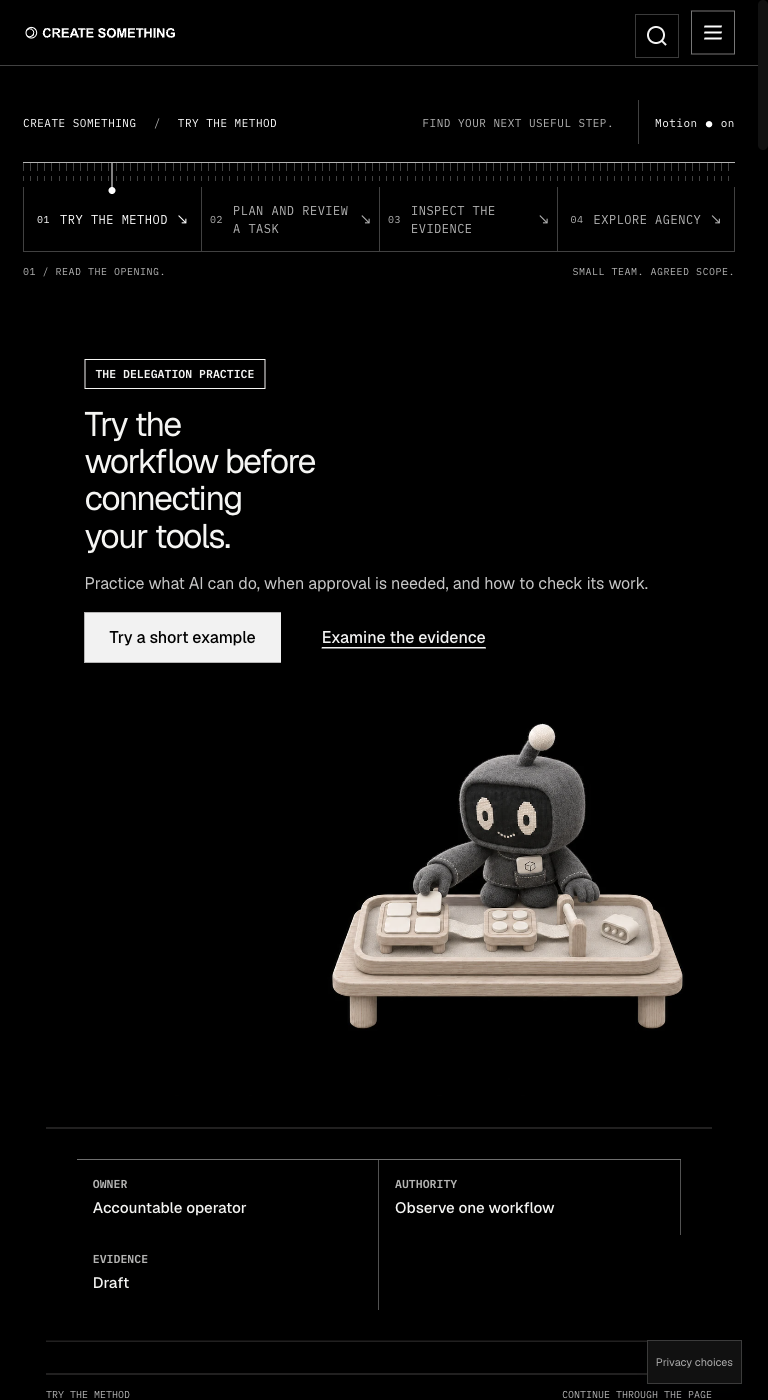 CREATE SOMETHING
CREATE SOMETHING / TRY THE METHOD
FIND YOUR NEXT USEFUL STEP.
Motion ● on
01 TRY THE METHOD ↘
02 PLAN AND REVIEW
A TASK ↘
03 INSPECT THE
EVIDENCE ↘
04 EXPLORE AGENCY ↘
01 / READ THE OPENING.
SMALL TEAM. AGREED SCOPE.
THE DELEGATION PRACTICE
Try the
workflow before
connecting
your tools.
Practice what AI can do, when approval is needed, and how to check its work.
Try a short example
Examine the evidence
OWNER
Accountable operator
AUTHORITY
Observe one workflow
EVIDENCE
Draft
Privacy choices
TRY THE METHOD
CONTINUE THROUGH THE PAGE